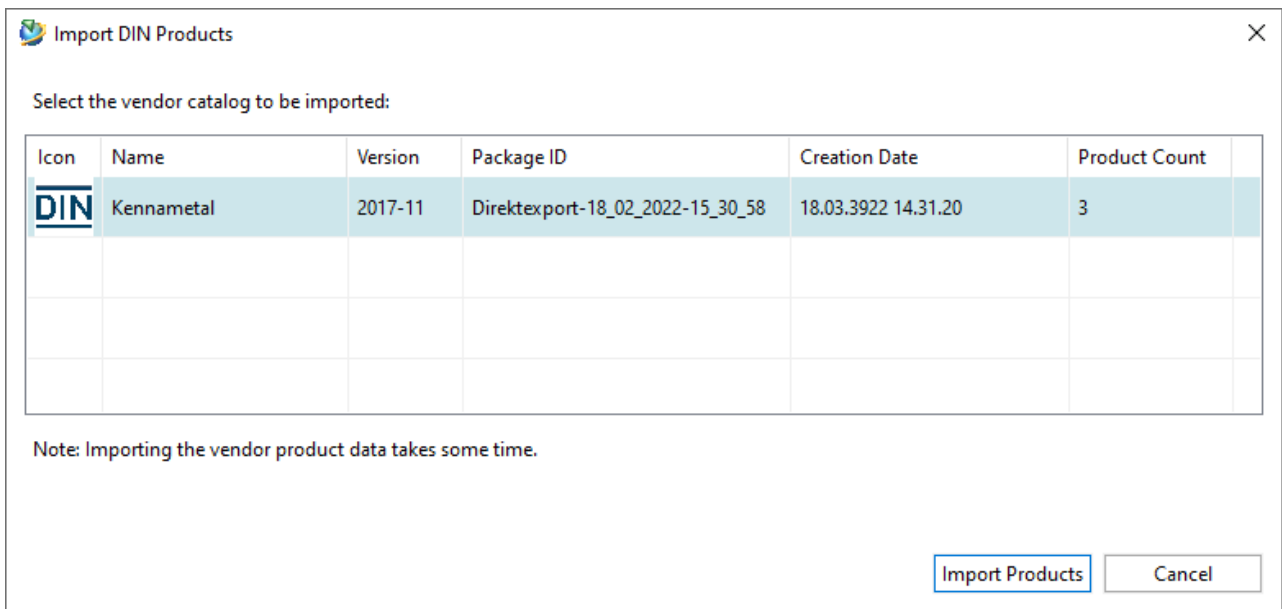 Import DIN Products
Select the vendor catalog to be imported:
Icon Name Version Package ID Creation Date Product Count
DIN Kennametal 2017-11 Direktexport-18_02_2022-15_30_58 18.03.3922 14.31.20 3
Note: Importing the vendor product data takes some time.
Import Products Cancel